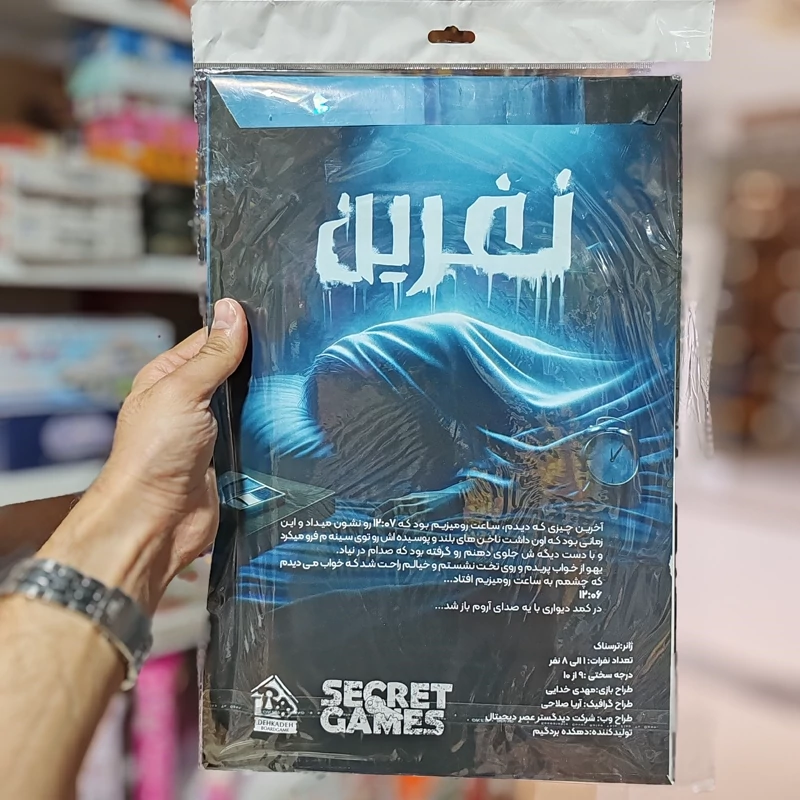 نفرین
آخرین چیزی که دیدم، ساعت رومیزیم بود که ۱۲:۰۷ رو نشون میداد و این
زمانی بود که اون داشت ناخن های بلند و پوسیده اش رو توی سینه م فرو میکرد
و با دست دیگه ش جلوی دهنم رو گرفته بود که صدام در نیاد.
یهو از خواب پریدم و روی تخت نشستم و خیالم راحت شد که خواب می دیدم
که چشمم به ساعت رومیزیم افتاد...
۱۲:۰۶
در کمد دیواری با یه صدای آروم باز شد...
ژانر:ترسناک
تعداد نفرات: ۱ الی ۸ نفر
درجه سختی :۹ از ۱۰
طراح بازی:مهدی خدایی
طراح گرافیک: آریا صلاحی
طراح وب: شرکت دیدگستر عصر دیجیتال
تولیدکننده:دهکده بردگیم
SECRET
GAMES
DEHKADEH
BOARDGAME